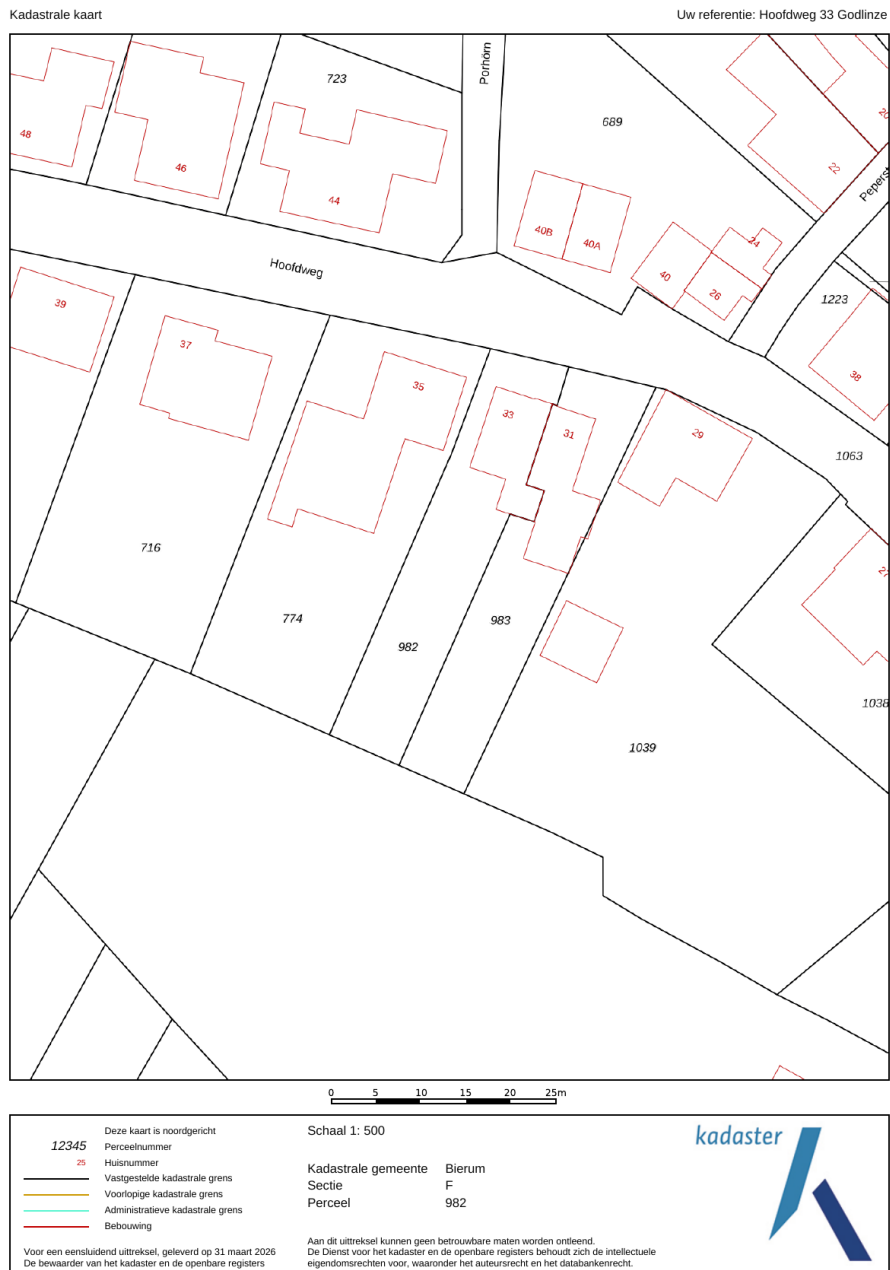 Kadastrale kaart
Uw referentie: Hoofdweg 33 Godlinze
723
Porhörn
689
20
48
46
44
22
Pepers
40B
40A
24
40
26
Hoofdweg
1223
39
37
35
38
33
31
29
1063
716
27
774
983
982
1038
1039
0 5 10 15 20 25m
Deze kaart is noordgericht
12345 Perceelnummer
25 Huisnummer
Vastgestelde kadastrale grens
Voorlopige kadastrale grens
Administratieve kadastrale grens
Bebouwing
Voor een eensluidend uittreksel, geleverd op 31 maart 2026
De bewaarder van het kadaster en de openbare registers
Schaal 1: 500
Kadastrale gemeente Bierum
Sectie F
Perceel 982
Aan dit uittreksel kunnen geen betrouwbare maten worden ontleend.
De Dienst voor het kadaster en de openbare registers behoudt zich de intellectuele
eigendomsrechten voor, waaronder het auteursrecht en het databankenrecht.
kadaster